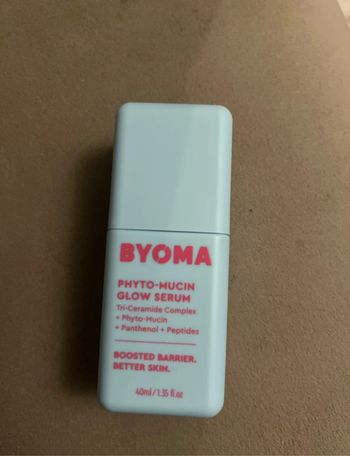 BYOMA
PHYTO-MUCIN
GLOW SERUM
Tri-Ceramide Complex
+ Phyto-Mucin
+ Panthenol + Peptides
BOOSTED BARRIER.
BETTER SKIN.
40ml / 1.35 fl.oz